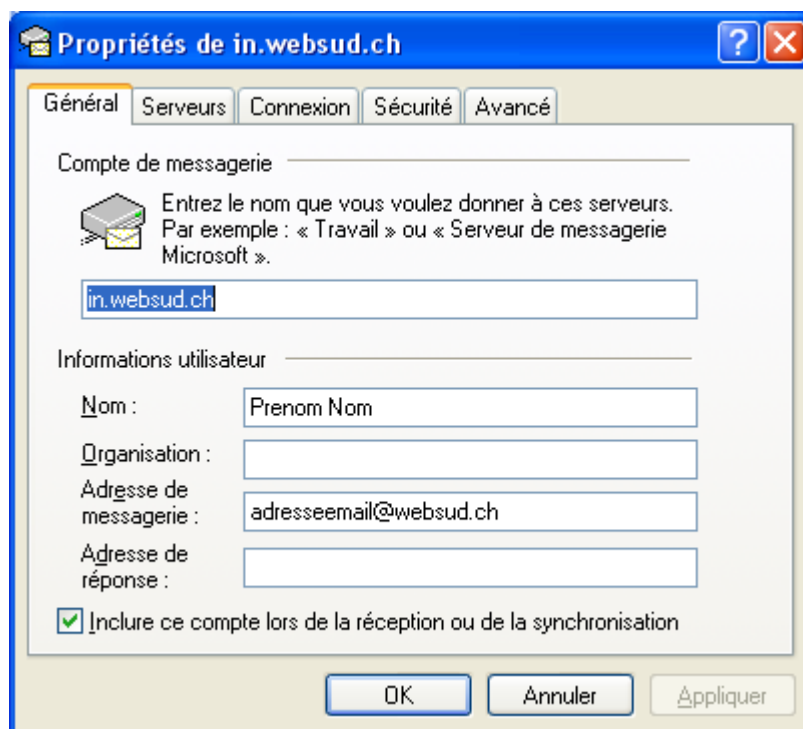 Propriétés de in.websud.ch
Général Serveurs Connexion Sécurité Avancé
Compte de messagerie
Entrez le nom que vous voulez donner à ces serveurs.
Par exemple : « Travail » ou « Serveur de messagerie
Microsoft ».
in.websud.ch
Informations utilisateur
Nom : Prenom Nom
Organisation :
Adresse de
messagerie : adresseemail@websud.ch
Adresse de
réponse :
Inclure ce compte lors de la réception ou de la synchronisation
OK Annuler Appliquer